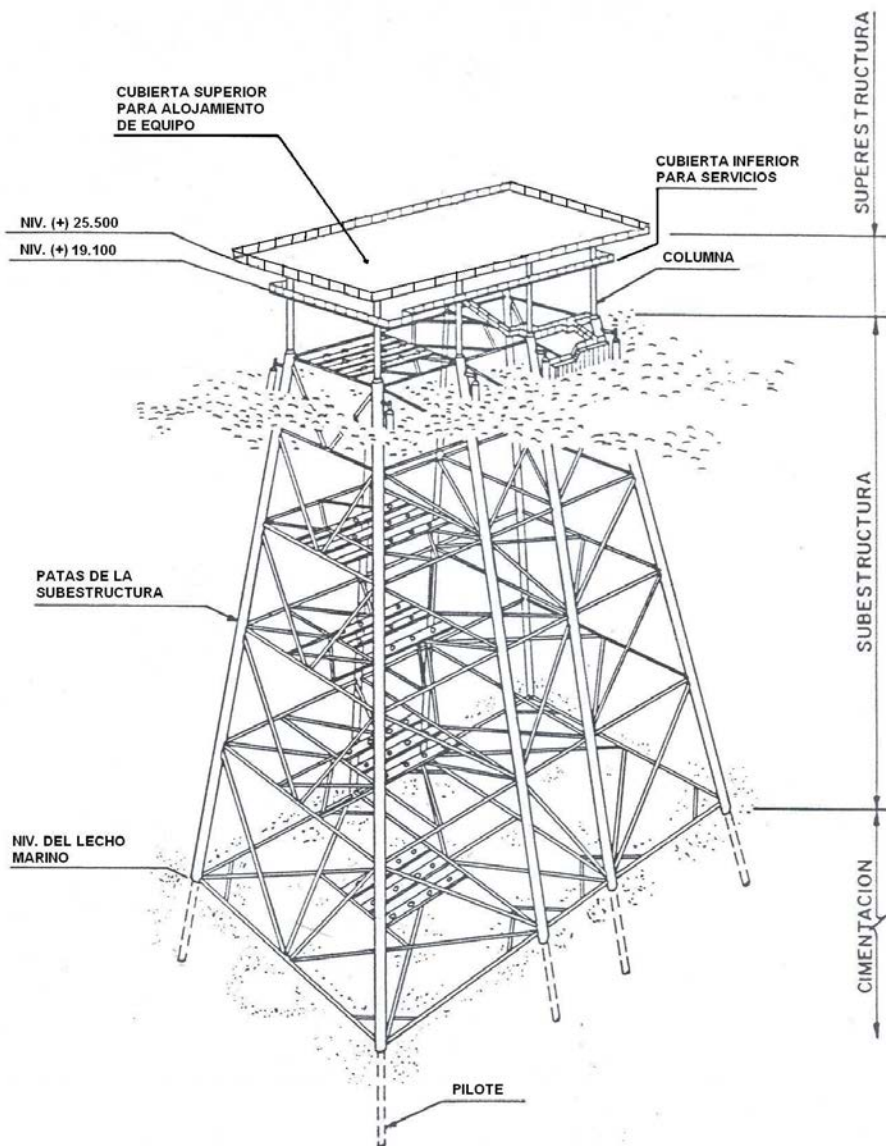 CUBIERTA SUPERIOR
PARA ALOJAMIENTO
DE EQUIPO
CUBIERTA INFERIOR
PARA SERVICIOS
NIV. (+) 25.500
NIV. (+) 19.100
COLUMNA
PATAS DE LA
SUBESTRUCTURA
NIV. DEL LECHO
MARINO
PILOTE
SUPERESTRUCTURA
SUBESTRUCTURA
CIMENTACION